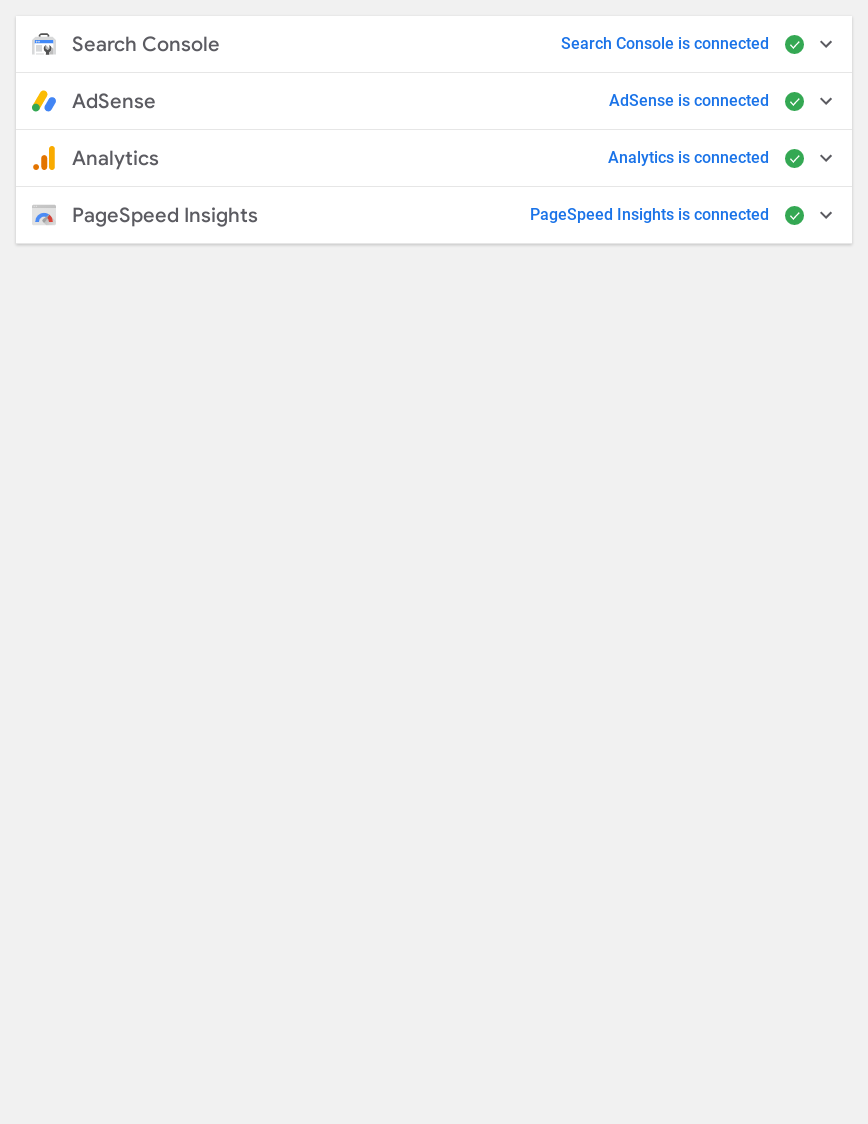 Search Console Search Console is connected
AdSense AdSense is connected
Analytics Analytics is connected
PageSpeed Insights PageSpeed Insights is connected